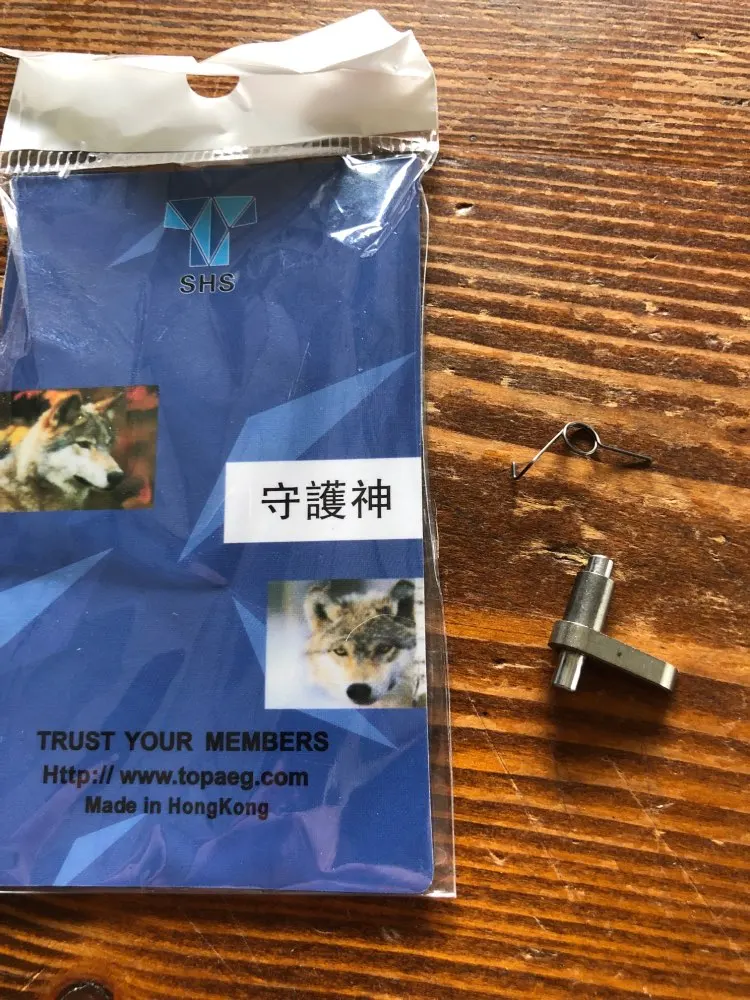 SHS
守護神
TRUST YOUR MEMBERS
Http:// www.topaeg.com
Made in HongKong